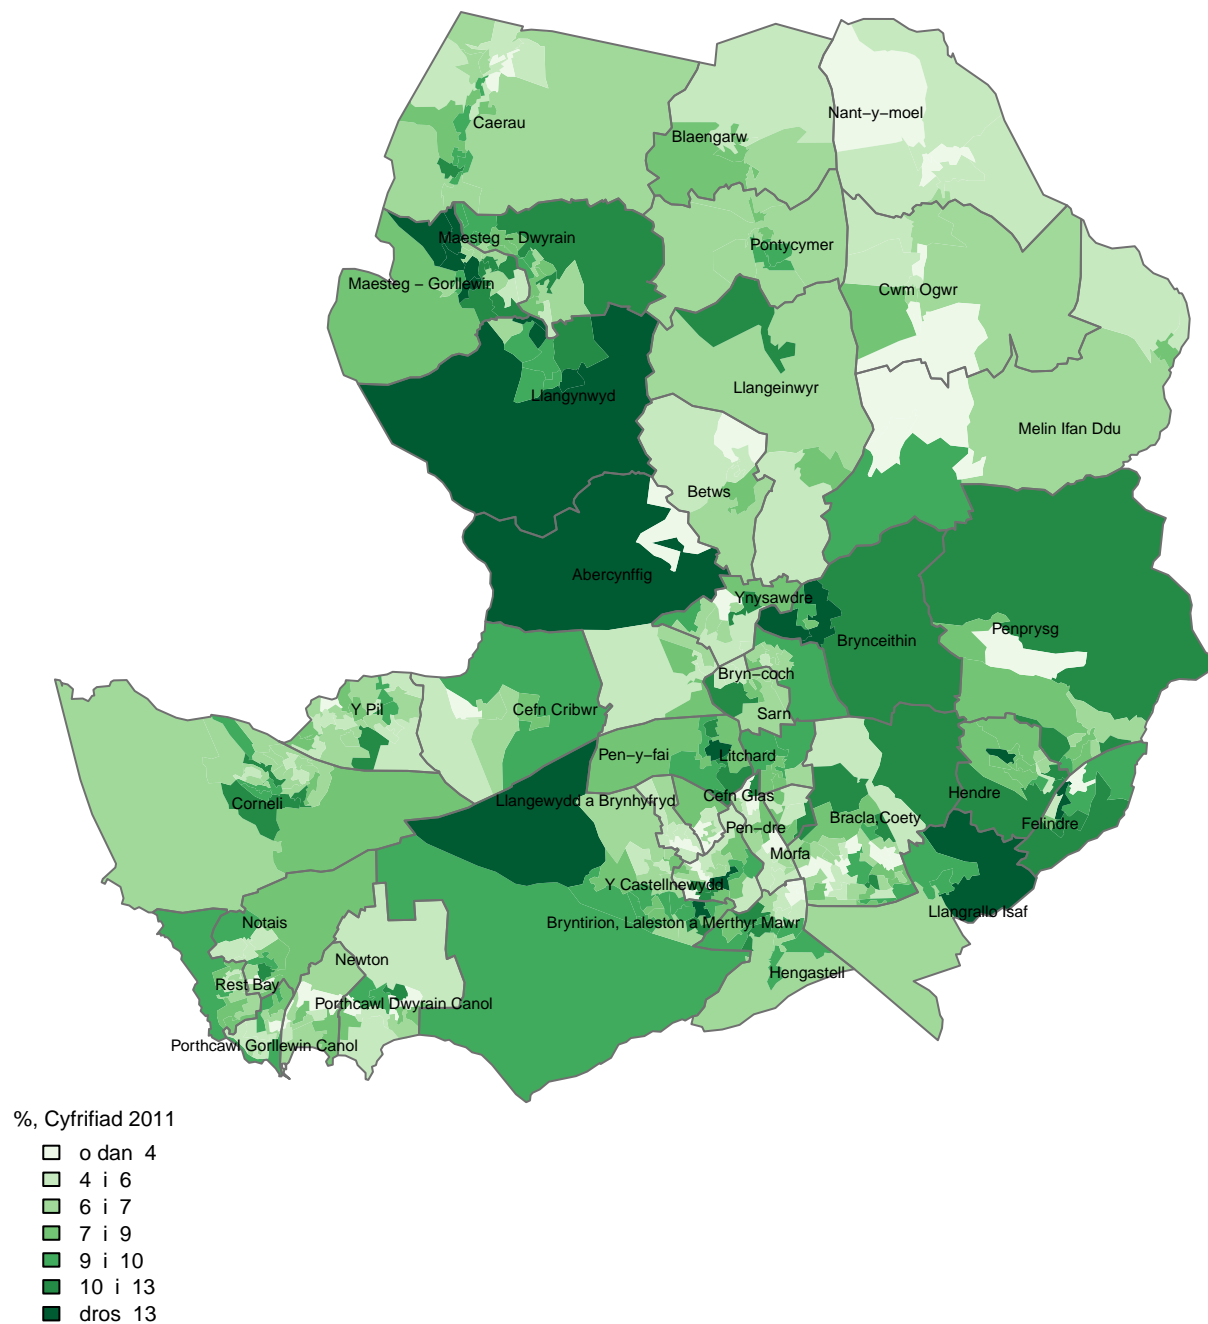 Nant-y-moel
Caerau
Blaengarw
Maesteg - Dwyrain
Pontycymer
Maesteg - Gorllewin
Cwm Ogwr
Llangeinwyr
Llangynwyd
Melin Ifan Ddu
Betws
Abercynffig
Ynysawdre
Penprysg
Brynceithin
Bryn-coch
Y Pil
Cefn Cribwr
Sarn
Pen-y-fai
Litchard
Hendre
Cefn Glas
Llangewydd a Brynhyfryd
Corneli
Bracla,Coety
Felindre
Pen-dre
Morfa
Y Castellnewydd
Llangrallo Isaf
Notais
Bryntirion, Laleston a Merthyr Mawr
Newton
Hengastell
Rest Bay
Porthcawl Dwyrain Canol
Porthcawl Gorllewin Canol
%, Cyfrifiad 2011
o dan 4
4 i 6
6 i 7
7 i 9
9 i 10
10 i 13
dros 13